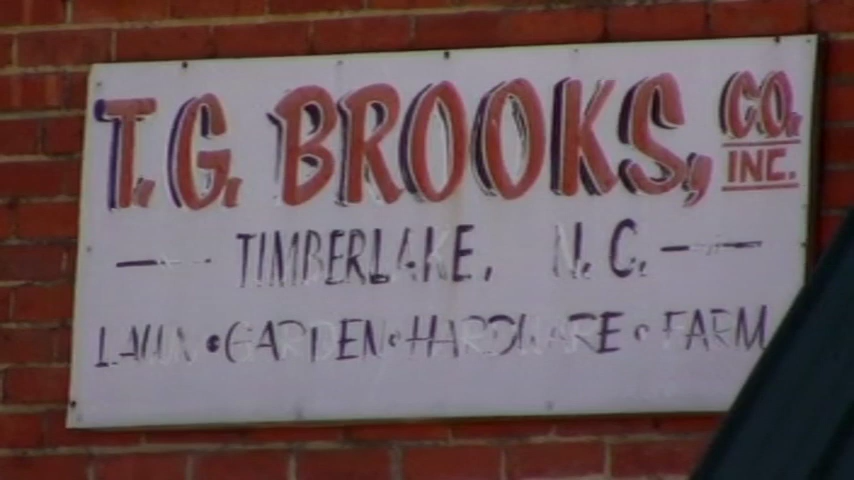 T.G. BROOKS, CO. INC.
— TIMBERLAKE, N.C. —
LAWN • GARDEN • HARDWARE • FARM